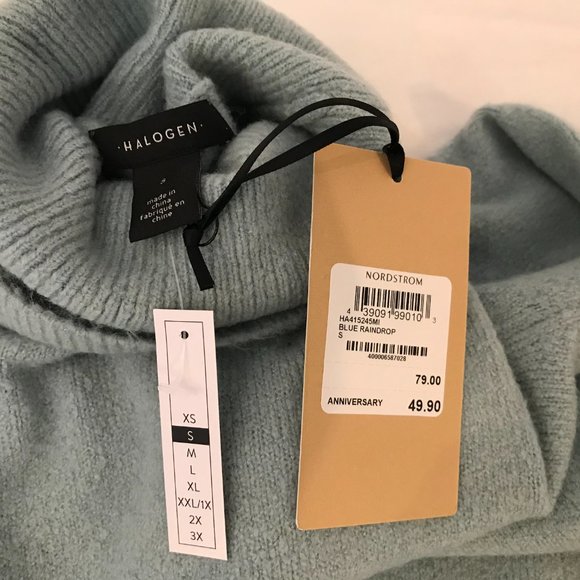 ·HALOGEN·
S
made in
china
fabriqué en
chine
XS
S
M
L
XL
XXL/1X
2X
3X
NORDSTROM
4 39091 99010 3
HA415245MI
BLUE RAINDROP
S
400006587028
79.00
ANNIVERSARY 49.90